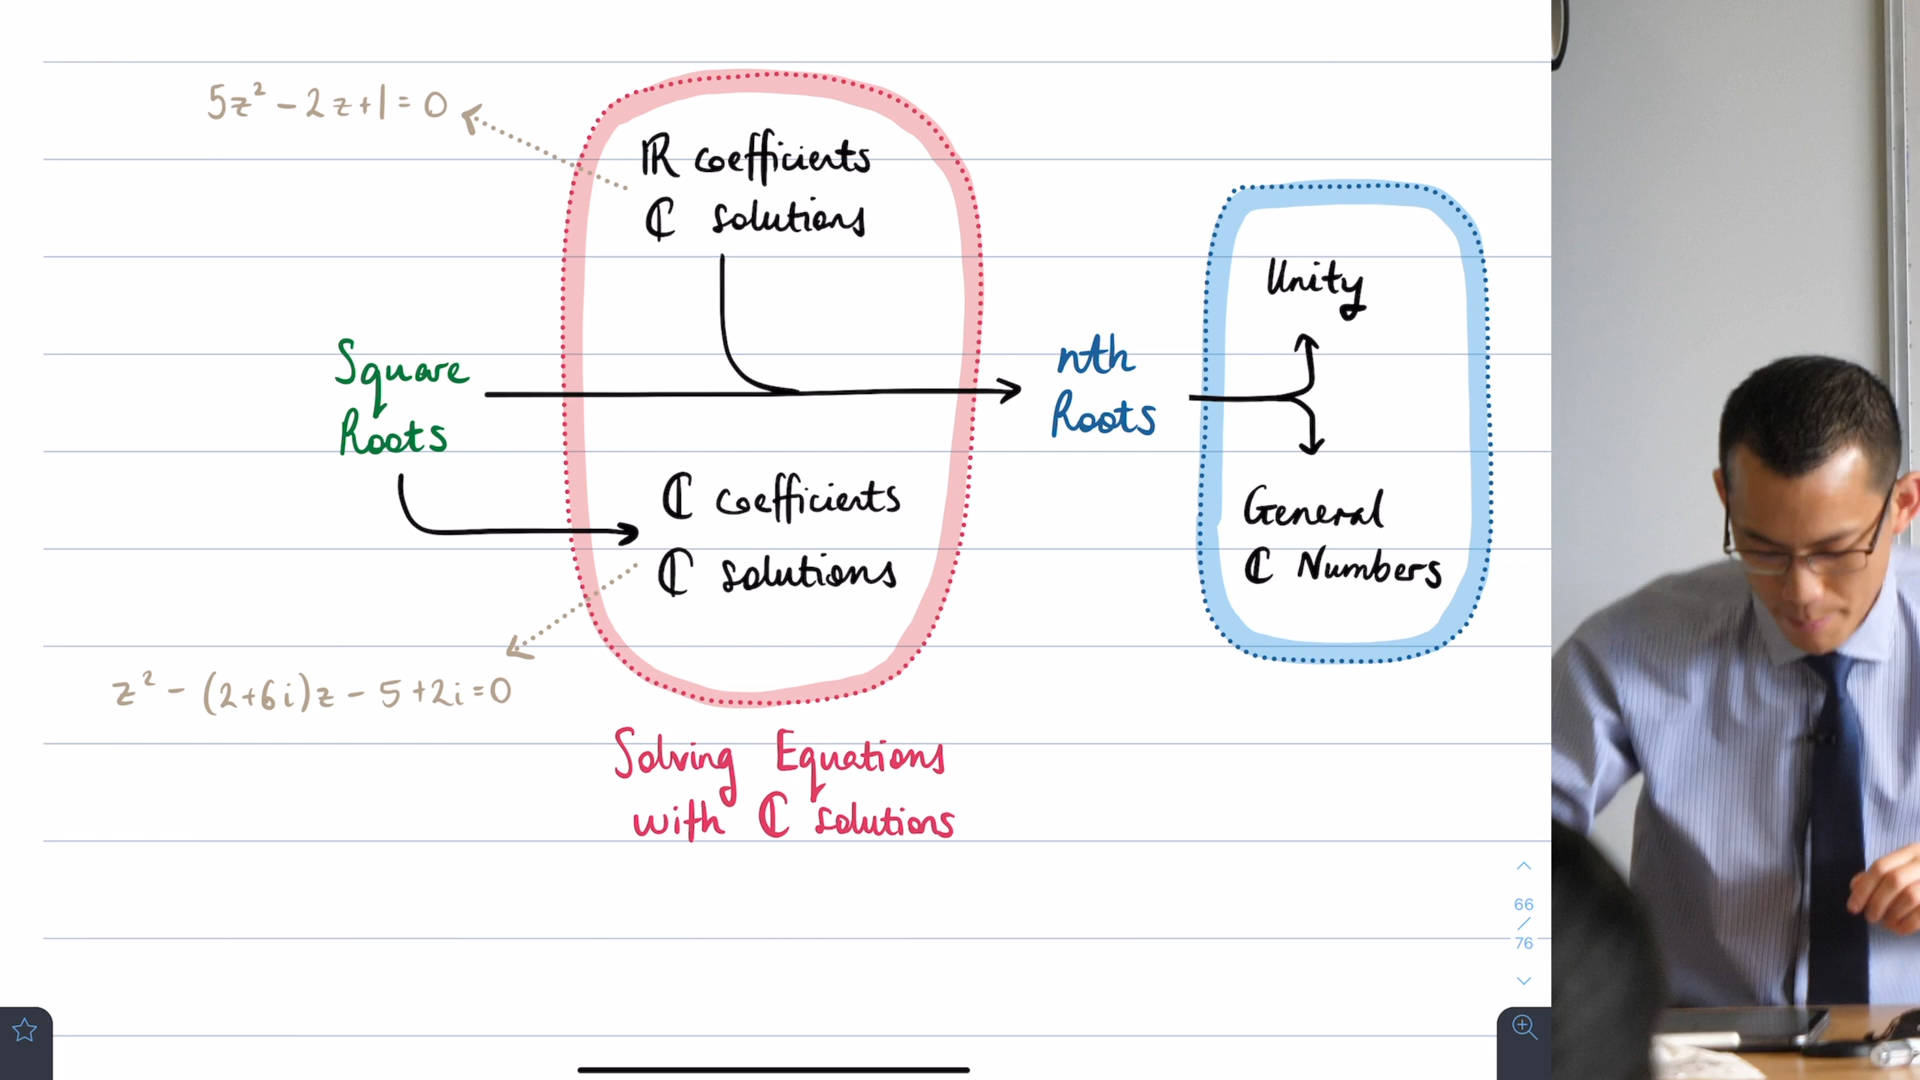 5z² - 2z + 1 = 0
ℝ coefficients
ℂ solutions
Unity
Square
Roots
nth
Roots
ℂ coefficients
ℂ solutions
General
ℂ Numbers
z² - (2+6i)z - 5 + 2i = 0
Solving Equations
with ℂ solutions
66
/
76